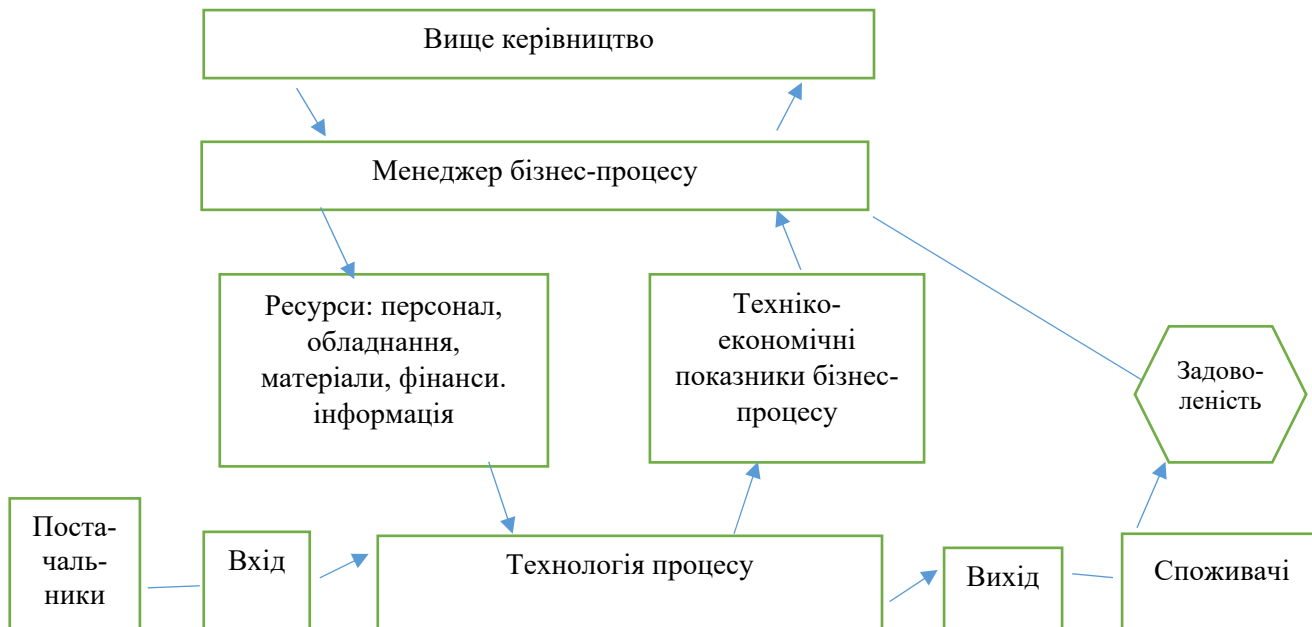 Вище керівництво
Менеджер бізнес-процесу
Ресурси: персонал,
обладнання,
матеріали, фінанси.
інформація
Техніко-
економічні
показники бізнес-
процесу
Задово-
леність
Поста-
чаль-
ники
Вхід
Технологія процесу
Вихід
Споживачі